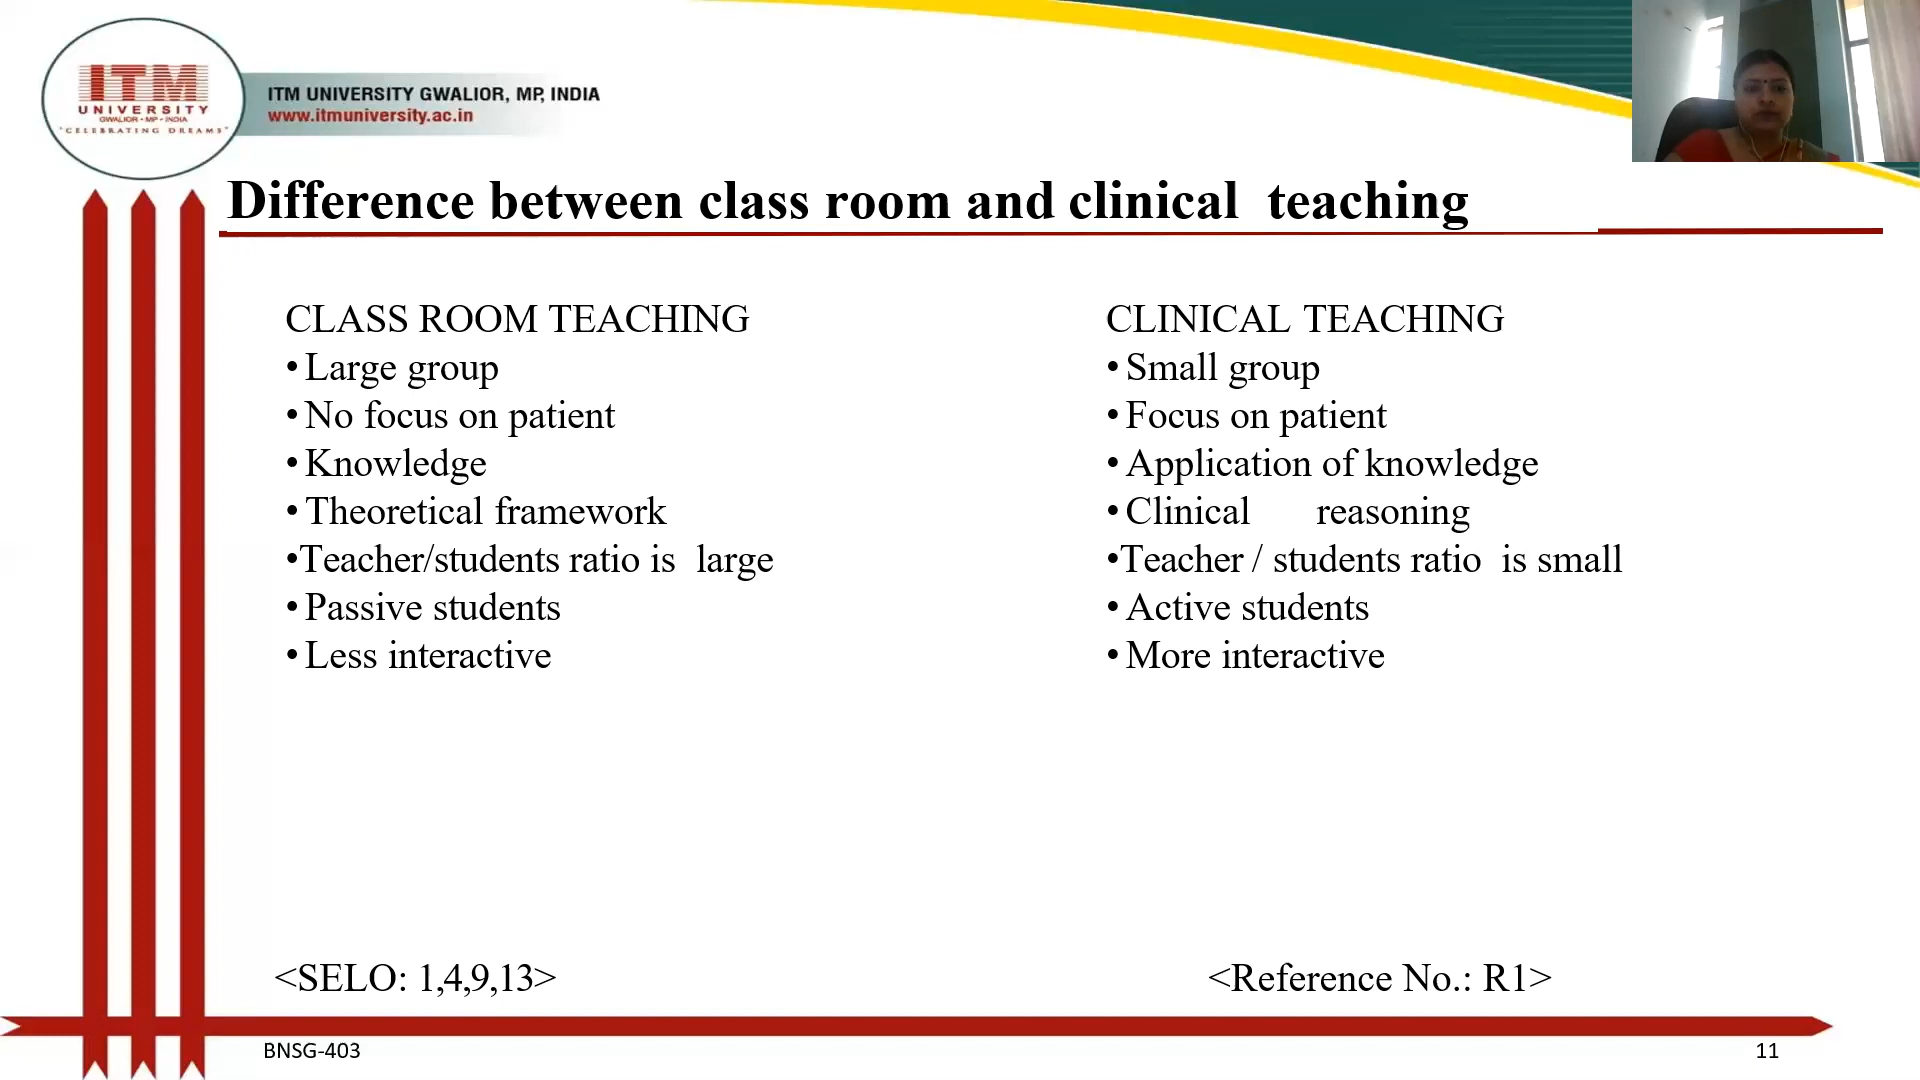 ITM
UNIVERSITY
GWALIOR • MP • INDIA
"CELEBRATING DREAMS"
ITM UNIVERSITY GWALIOR, MP, INDIA
www.itmuniversity.ac.in
Difference between class room and clinical teaching
CLASS ROOM TEACHING
• Large group
• No focus on patient
• Knowledge
• Theoretical framework
•Teacher/students ratio is large
• Passive students
• Less interactive
CLINICAL TEACHING
• Small group
• Focus on patient
• Application of knowledge
• Clinical reasoning
•Teacher / students ratio is small
• Active students
• More interactive
<SELO: 1,4,9,13>
<Reference No.: R1>
BNSG-403
11